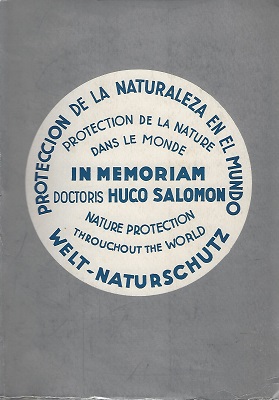 PROTECCION DE LA NATURALEZA EN EL MUNDO
PROTECTION DE LA NATURE
DANS LE MONDE
IN MEMORIAM
DOCTORIS HUGO SALOMON
NATURE PROTECTION
THROUCHOUT THE WORLD
WELT-NATURSCHUTZ